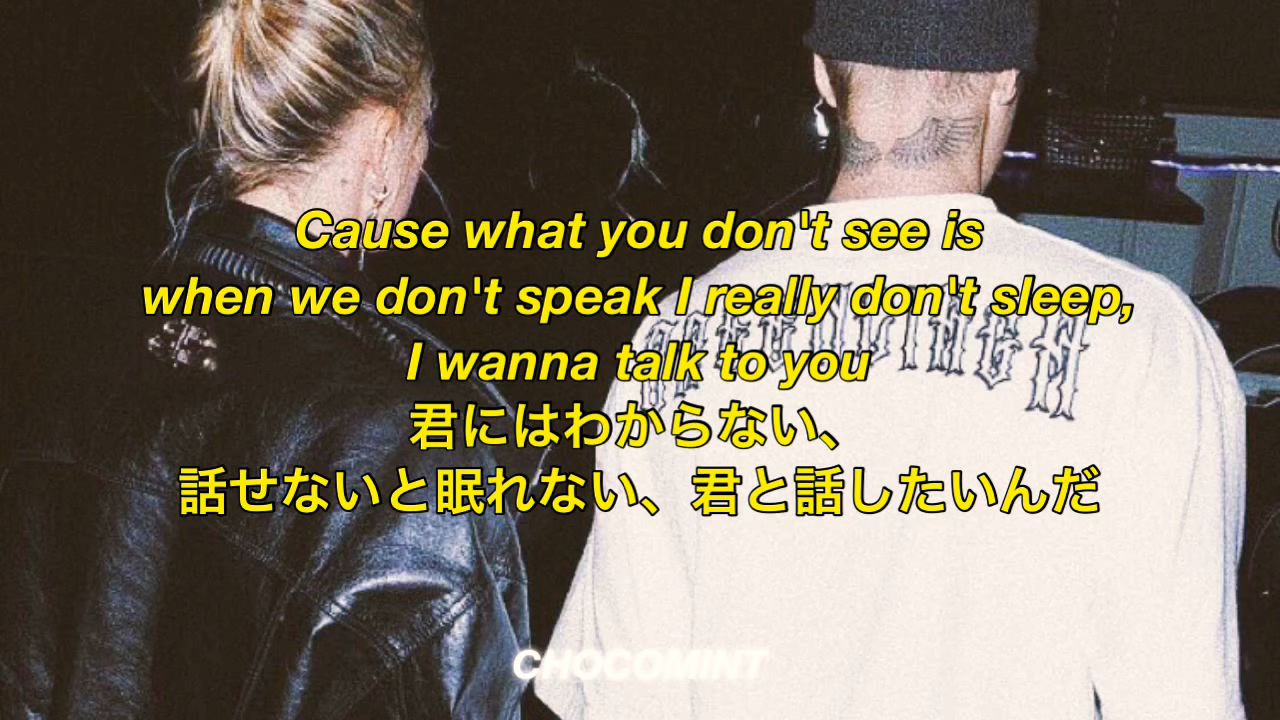 Cause what you don't see is
when we don't speak I really don't sleep,
I wanna talk to you
君にはわからない、
話せないと眠れない、君と話したいんだ
CHOCOMINT